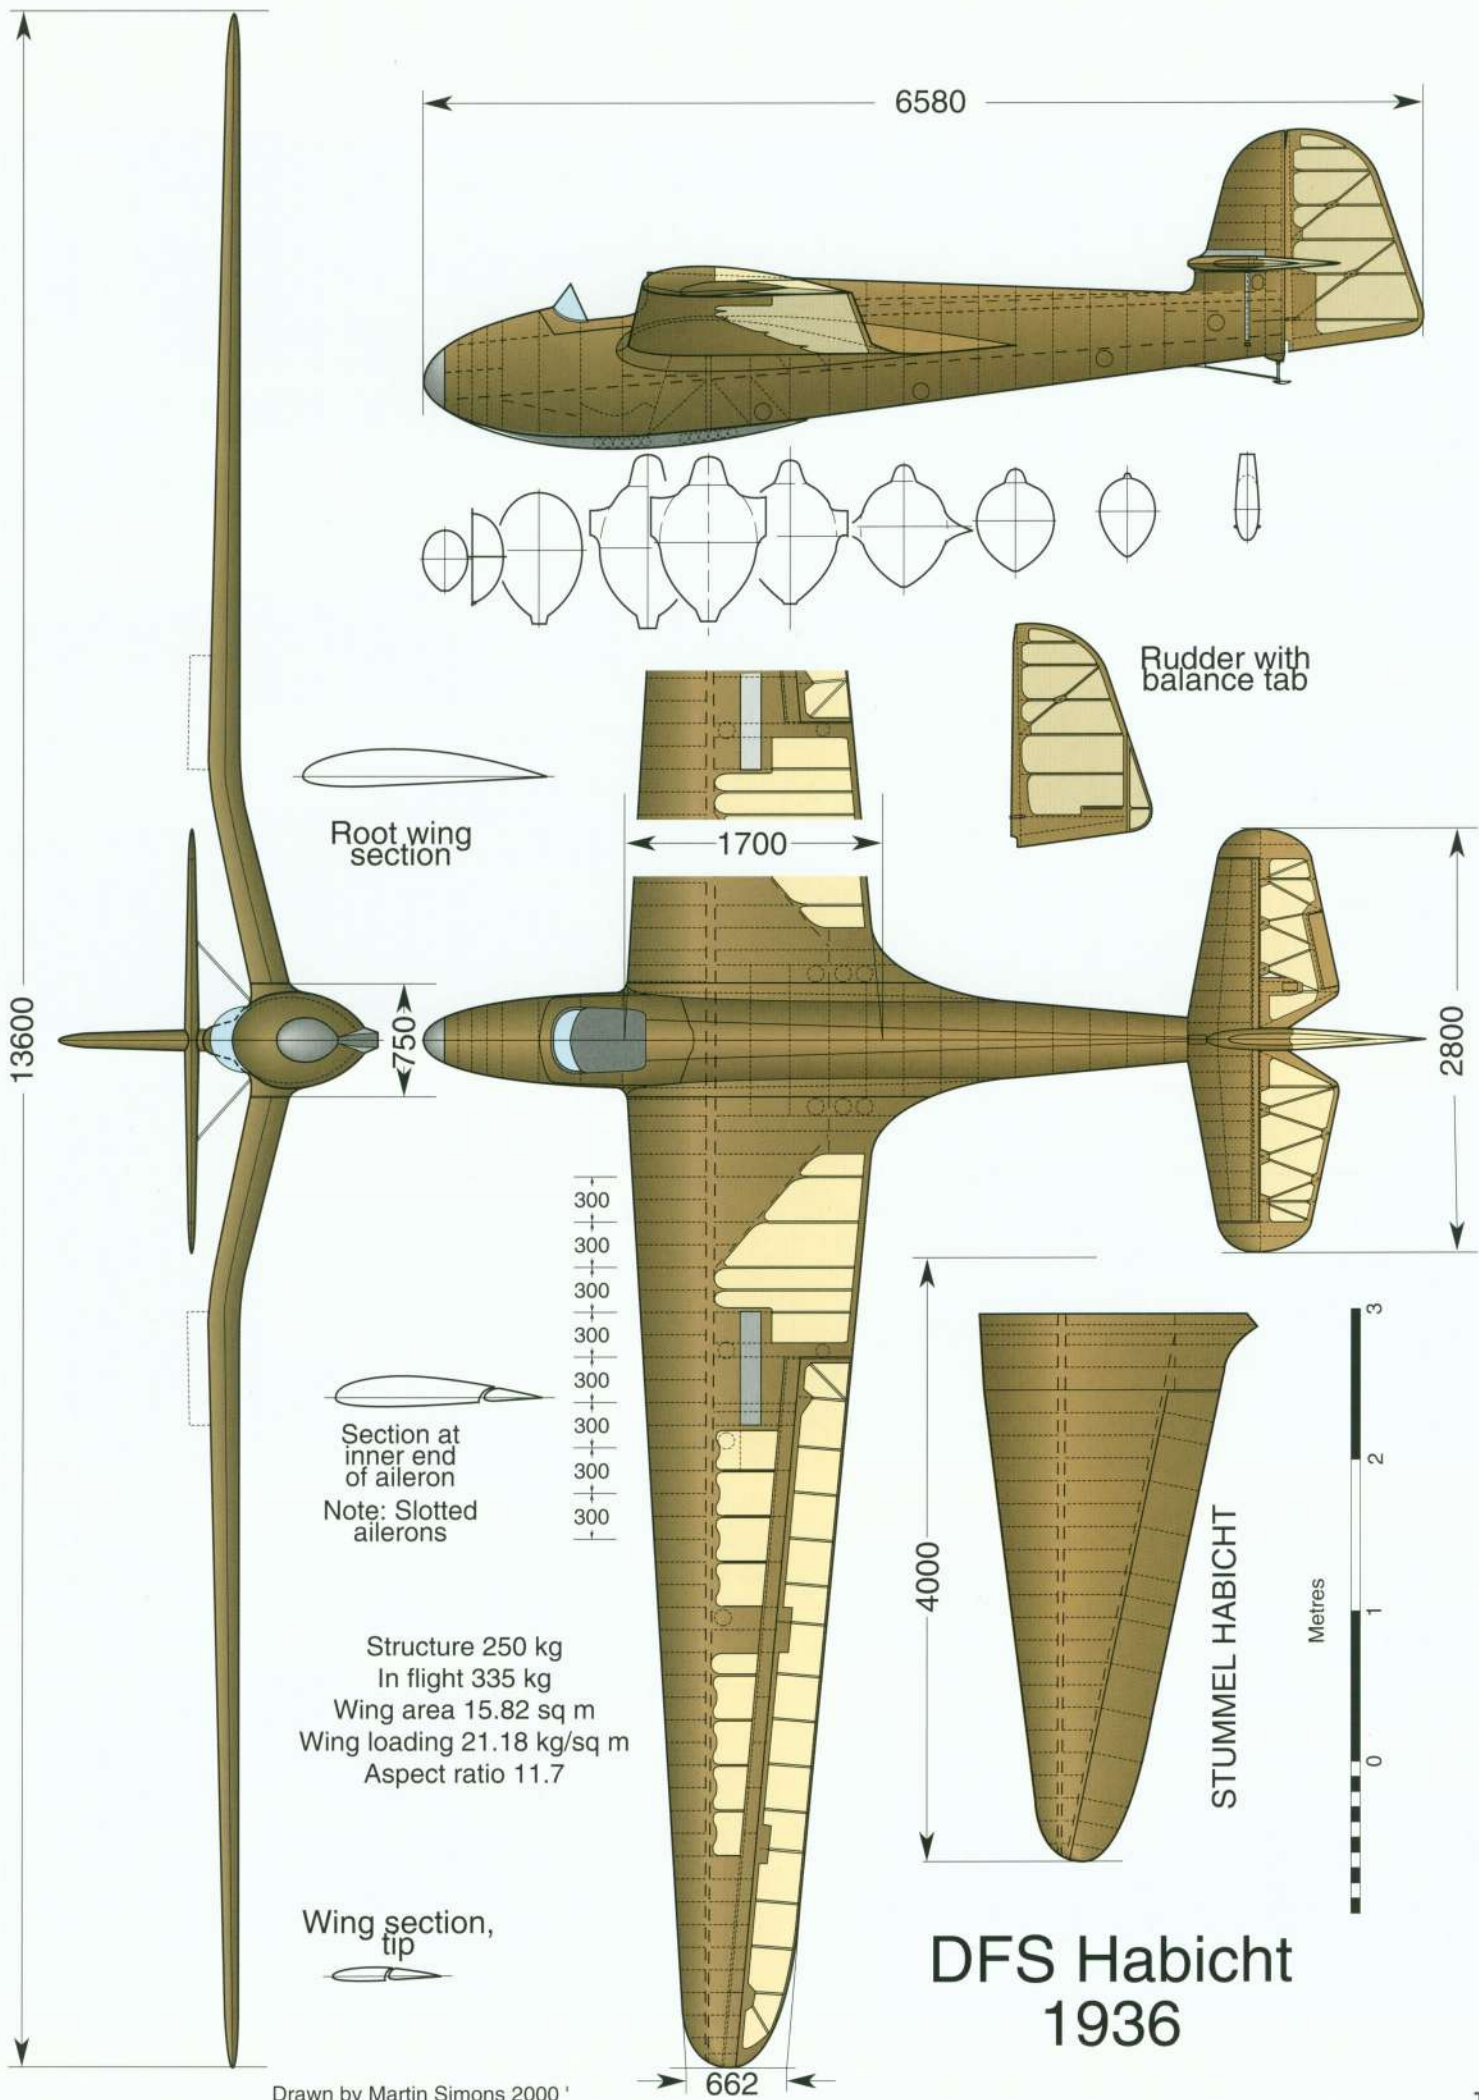 6580
Rudder with
balance tab
Root wing
section
1700
13600
750
2800
300
300
300
300
300
300
300
300
Section at
inner end
of aileron
Note: Slotted
ailerons
4000
STUMMEL HABICHT
Metres
3
2
1
0
Structure 250 kg
In flight 335 kg
Wing area 15.82 sq m
Wing loading 21.18 kg/sq m
Aspect ratio 11.7
Wing section,
tip
DFS Habicht
1936
662
Drawn by Martin Simons 2000